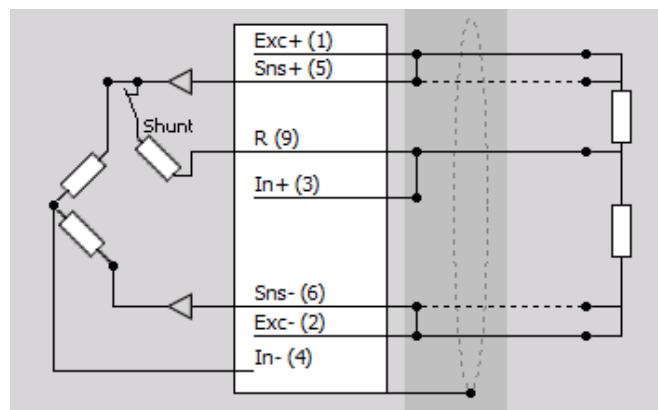 Exc+ (1)
Sns+ (5)
Shunt
R (9)
In+ (3)
Sns- (6)
Exc- (2)
In- (4)